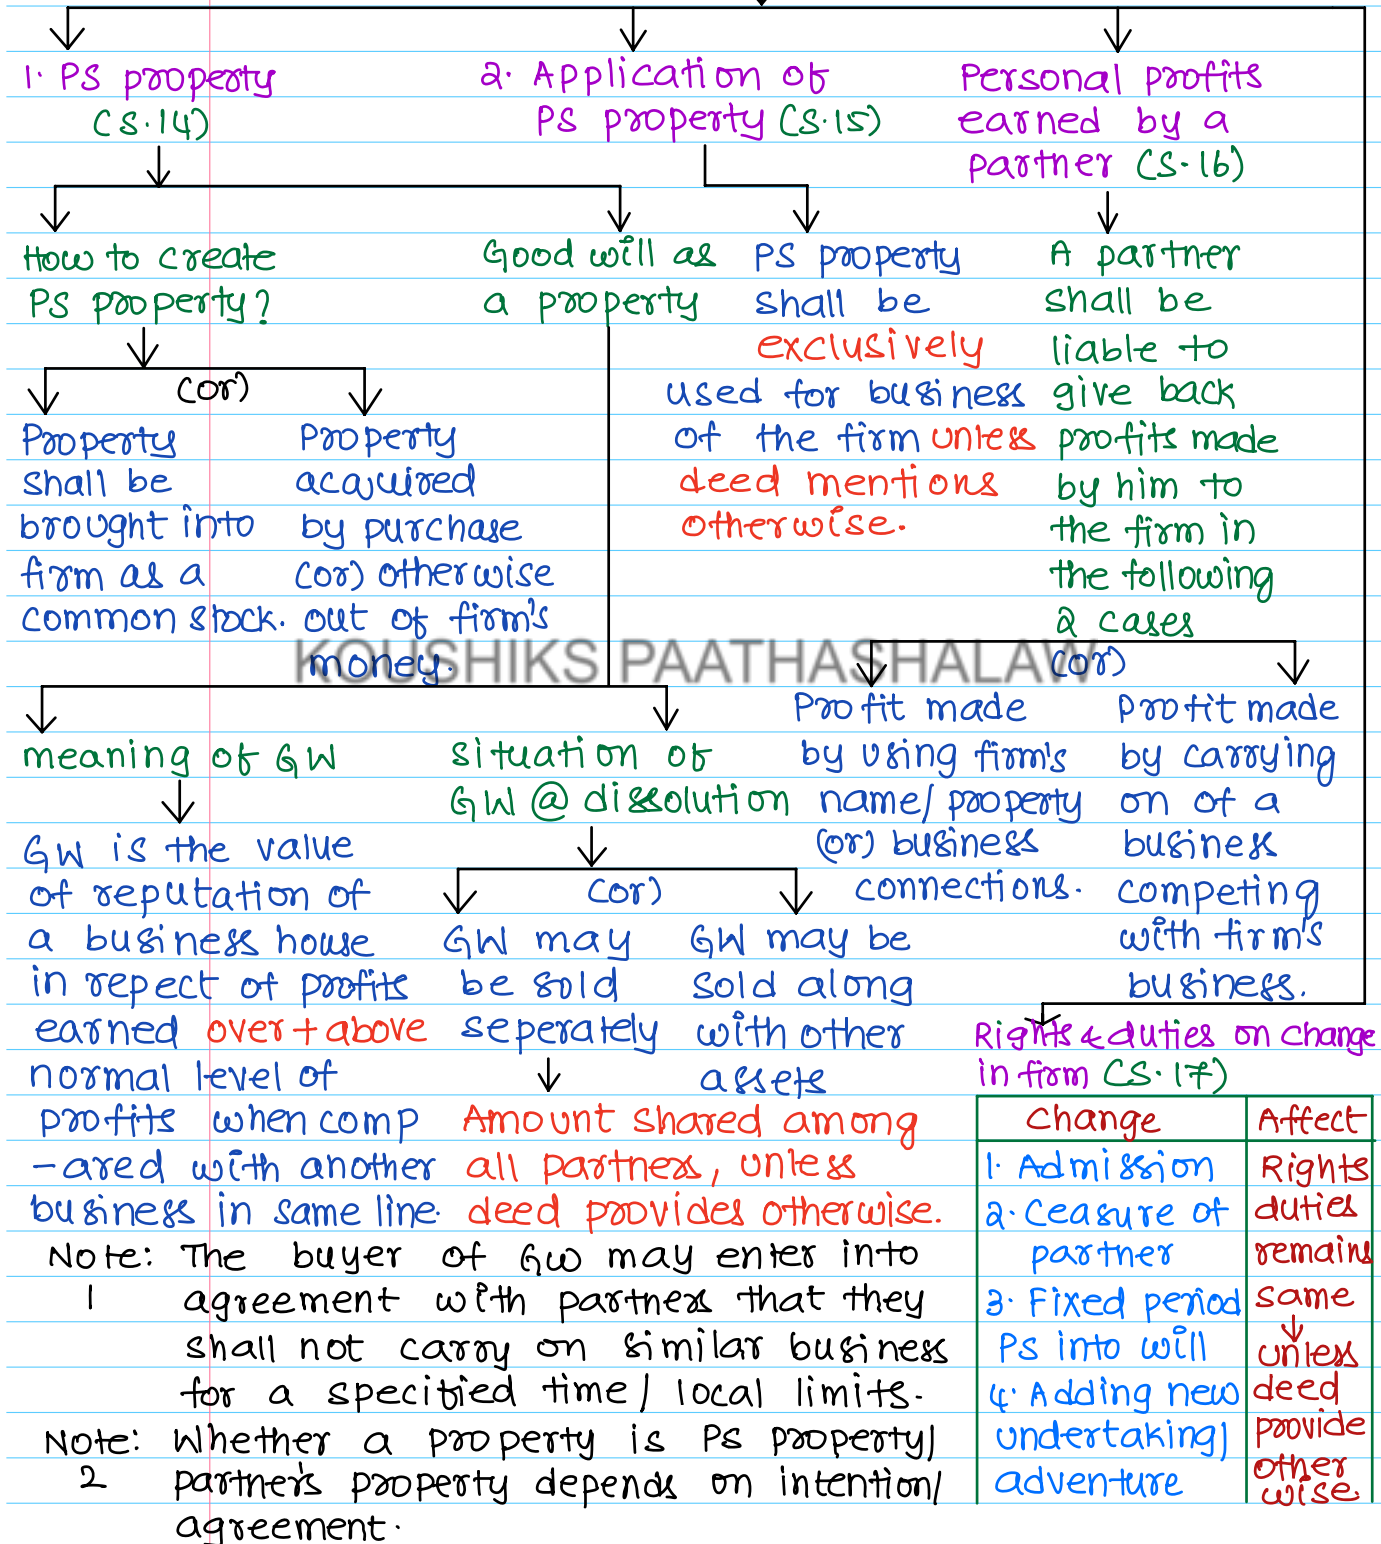 1. PS property
(S.14)
2. Application of
PS property (S.15)
Personal profits
earned by a
partner (S.16)
How to create
PS property?
(or)
Property
shall be
brought into
firm as a
common stock.
Property
acquired
by purchase
(or) otherwise
out of firm's
money.
Good will as
a property
PS property
shall be
exclusively
used for business
of the firm unless
deed mentions
otherwise.
A partner
shall be
liable to
give back
profits made
by him to
the firm in
the following
2 cases
(or)
KOUSHIKS PAATHASHALAW
Profit made
by using firm's
name/ property
(or) business
connections.
Profit made
by carrying
on of a
business
competing
with firm's
business.
meaning of GW
GW is the value
of reputation of
a business house
in repect of profits
earned over + above
normal level of
profits when comp
-ared with another
business in same line.
situation of
GW @ dissolution
(or)
GW may
be sold
seperately
Amount shared among
all partners, unless
deed provides otherwise.
GW may be
sold along
with other
assets
Note: The buyer of GW may enter into
1 agreement with partners that they
shall not carry on similar business
for a specified time/ local limits.
Note: Whether a property is PS property/
2 partner's property depends on intention/
agreement.
Rights & duties on change
in firm (S.17)
Change
1. Admission
2. Ceasure of
partner
3. Fixed period
PS into will
4. Adding new
undertaking/
adventure
Affect
Rights
duties
remains
same
unless
deed
provide
other
wise.